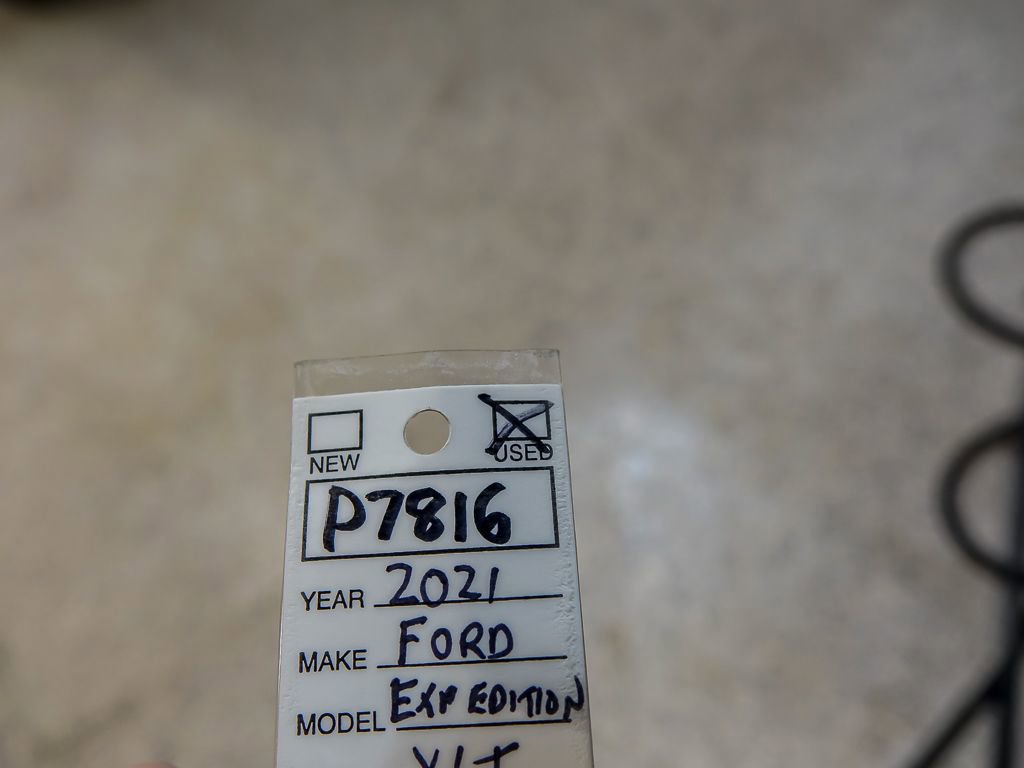 NEW USED
P7816
YEAR 2021
MAKE FORD
MODEL EXPEDITION